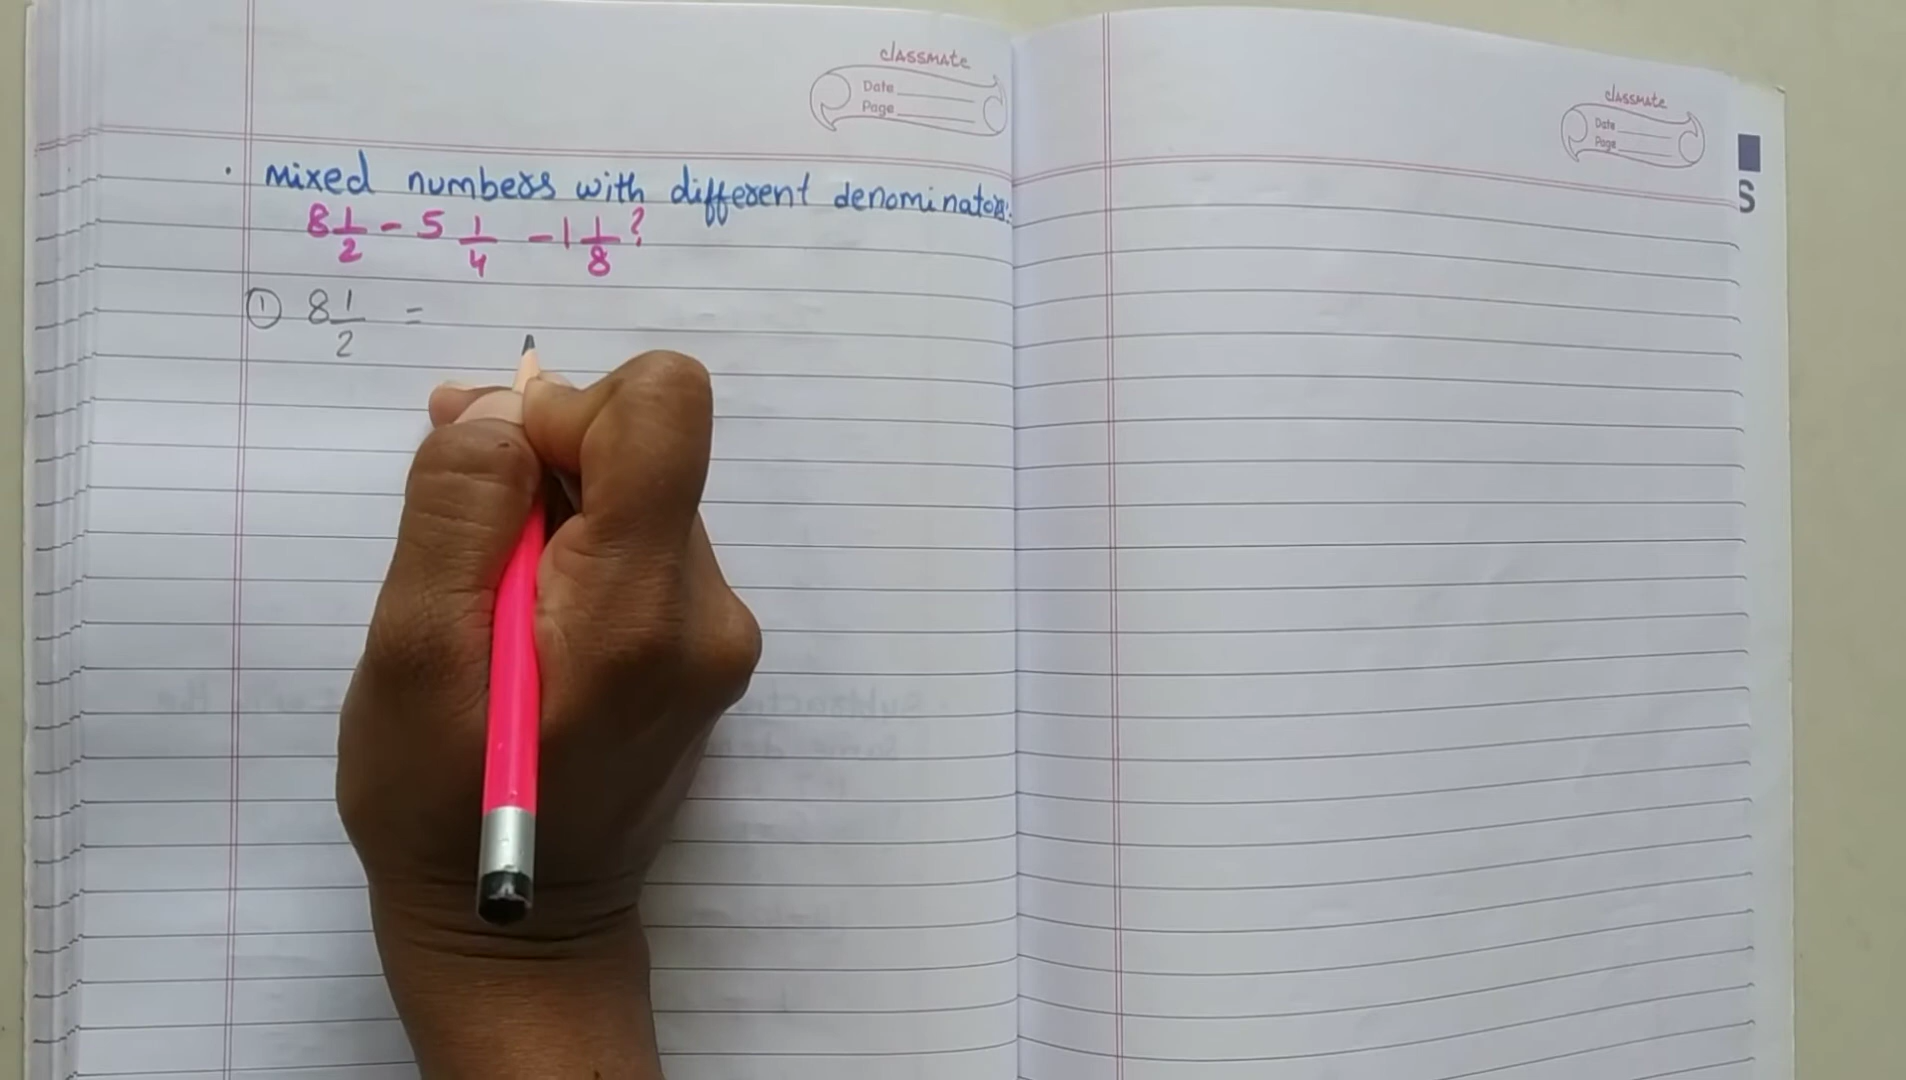 classmate
Date
Page
. Mixed numbers with different denominators:
8 1/2 - 5 1/4 - 1 1/8 ?
① 8 1/2 =
classmate
Date
Page
S